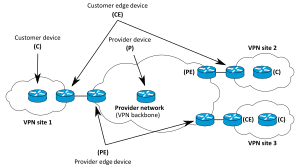 Customer edge device
(CE)
Customer device
(C)
Provider device
(P)
VPN site 2
(PE)
(C)
Provider network
(VPN backbone)
VPN site 1
(CE)
(C)
(PE)
Provider edge device
VPN site 3